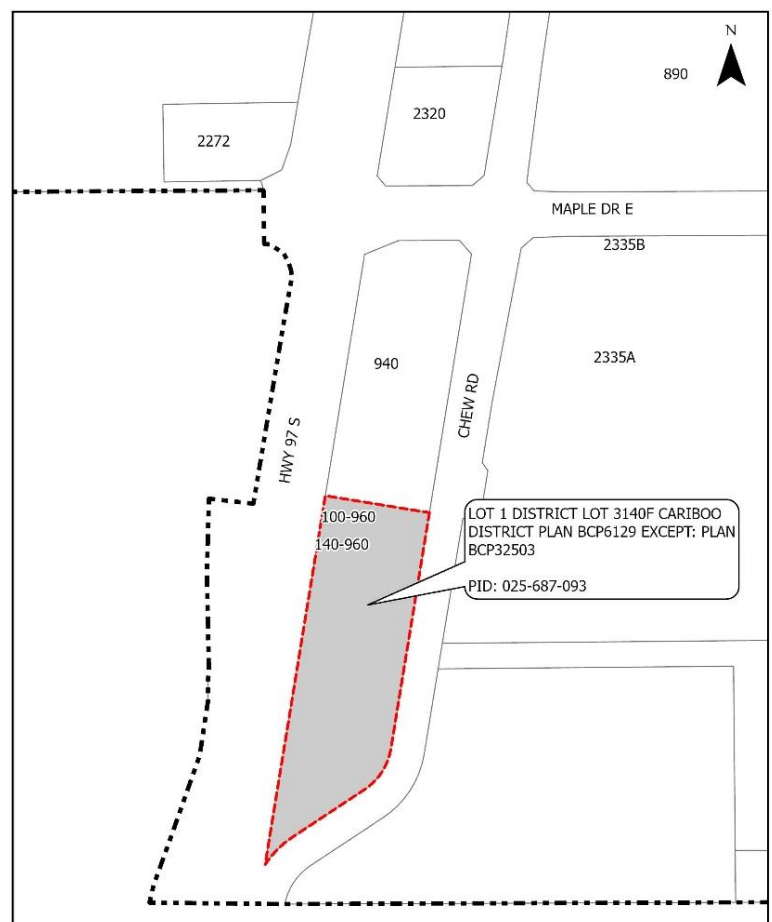 N
890
2320
2272
MAPLE DR E
2335B
940
2335A
CHEW RD
HWY 97 S
100-960
140-960
LOT 1 DISTRICT LOT 3140F CARIBOO
DISTRICT PLAN BCP6129 EXCEPT: PLAN
BCP32503
PID: 025-687-093